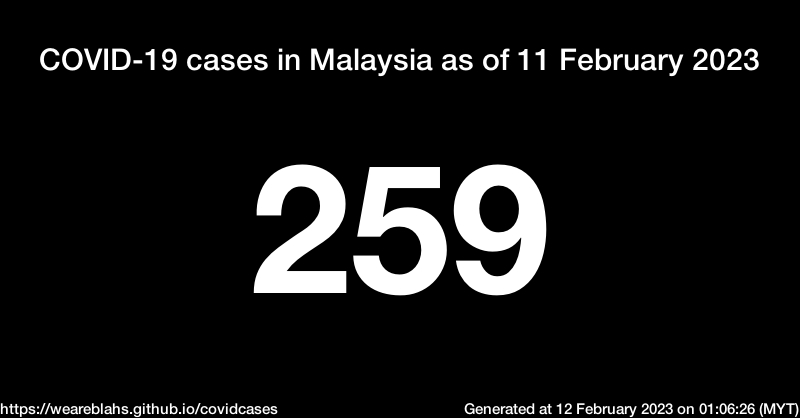 COVID-19 cases in Malaysia as of 11 February 2023
259
https://weareblahs.github.io/covidcases
Generated at 12 February 2023 on 01:06:26 (MYT)